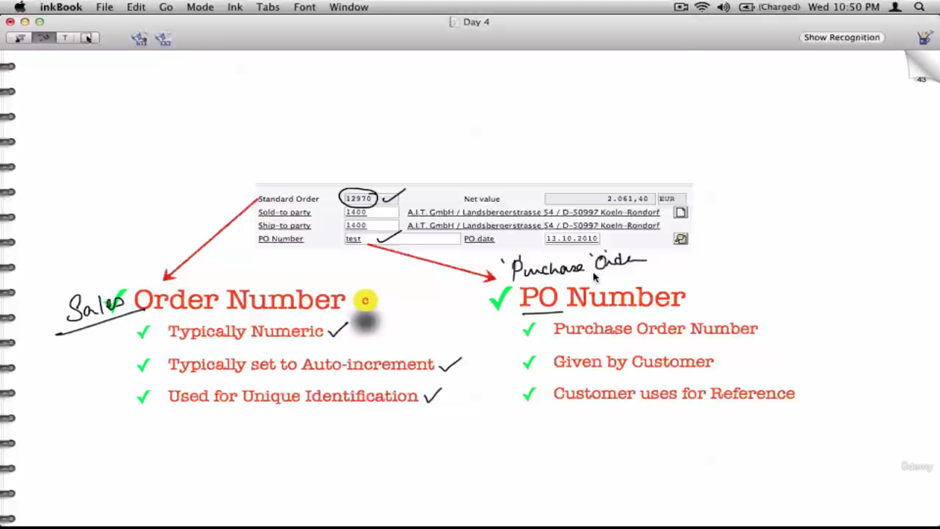 inkBook File Edit Go Mode Ink Tabs Font Window (Charged) Wed 10:50 PM
Day 4
T Show Recognition
43
Standard Order 12970 Net value 2.061,40 EUR
Sold-to party 1400 A.I.T. GmbH / Landsbergerstrasse 54 / D-50997 Koeln-Rondorf
Ship-to party 1400 A.I.T. GmbH / Landsbergerstrasse 54 / D-50997 Koeln-Rondorf
PO Number test PO date 13.10.2010
'Purchase' Order
Sales Order Number
PO Number
Typically Numeric
Purchase Order Number
Typically set to Auto-increment
Given by Customer
Used for Unique Identification
Customer uses for Reference
Udemy